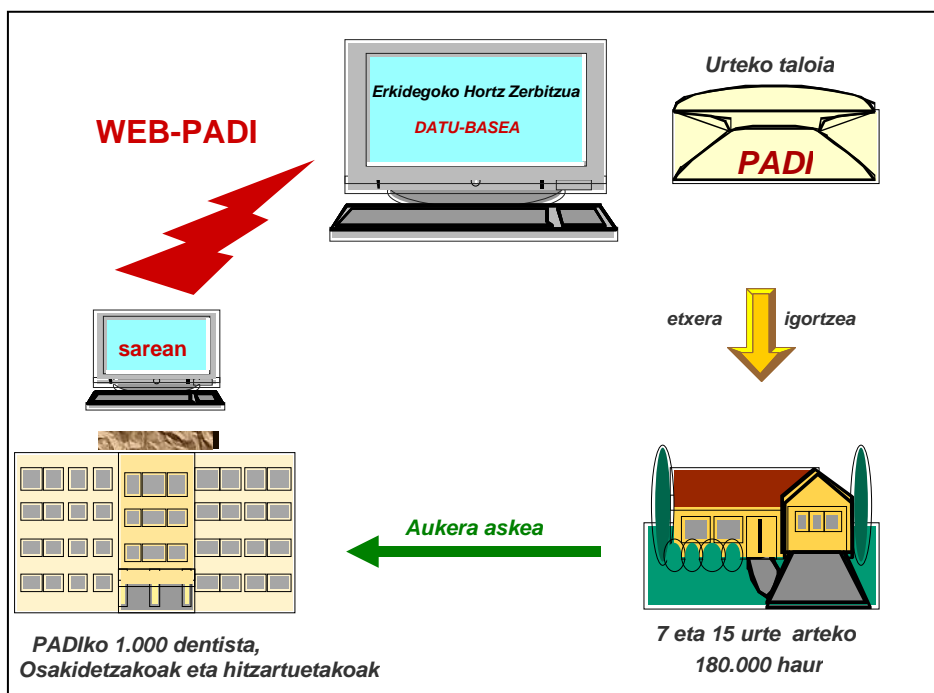 Erkidegoko Hortz Zerbitzua
DATU-BASEA
Urteko taloia
PADI
WEB-PADI
etxera igortzea
sarean
Aukera askea
PADIko 1.000 dentista,
Osakidetzakoak eta hitzartuetakoak
7 eta 15 urte arteko
180.000 haur